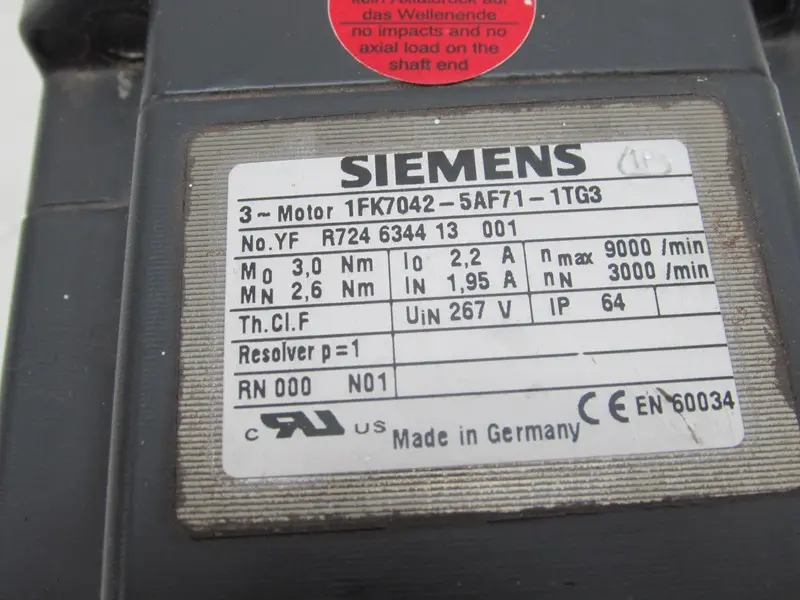 das Wellenende
no impacts and no
axial load on the
shaft end
SIEMENS
3~Motor 1FK7042-5AF71-1TG3
No.YF R724 6344 13 001
M0 3,0 Nm I0 2,2 A nmax 9000 /min
MN 2,6 Nm IN 1,95 A nN 3000 /min
Th.Cl.F UiN 267 V IP 64
Resolver p=1
RN 000 N01
c RU US Made in Germany CE EN 60034